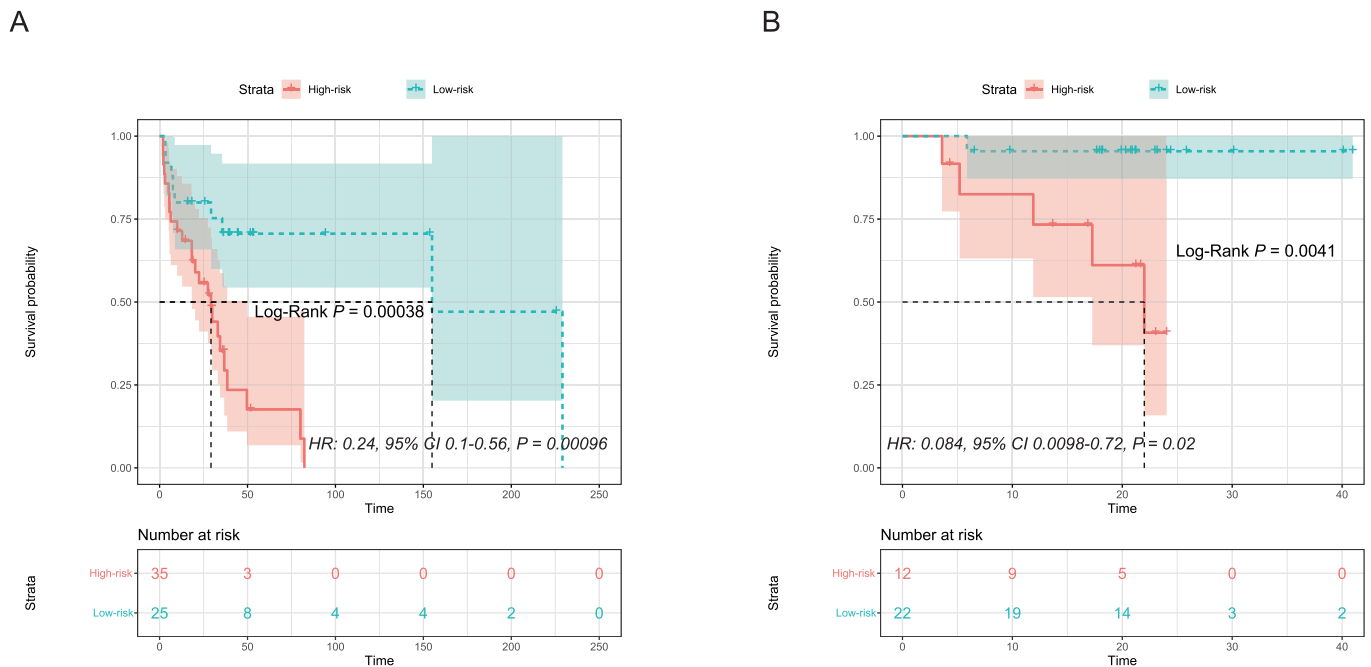 A
Strata High-risk Low-risk
1.00
0.75
0.50
0.25
0.00
Survival probability
Log-Rank P = 0.00038
HR: 0.24, 95% CI 0.1-0.56, P = 0.00096
0 50 100 150 200 250
Time
Number at risk
Strata
High-risk 35 3 0 0 0 0
Low-risk 25 8 4 4 2 0
0 50 100 150 200 250
Time
B
Strata High-risk Low-risk
1.00
0.75
0.50
0.25
0.00
Survival probability
Log-Rank P = 0.0041
HR: 0.084, 95% CI 0.0098-0.72, P = 0.02
0 10 20 30 40
Time
Number at risk
Strata
High-risk 12 9 5 0 0
Low-risk 22 19 14 3 2
0 10 20 30 40
Time